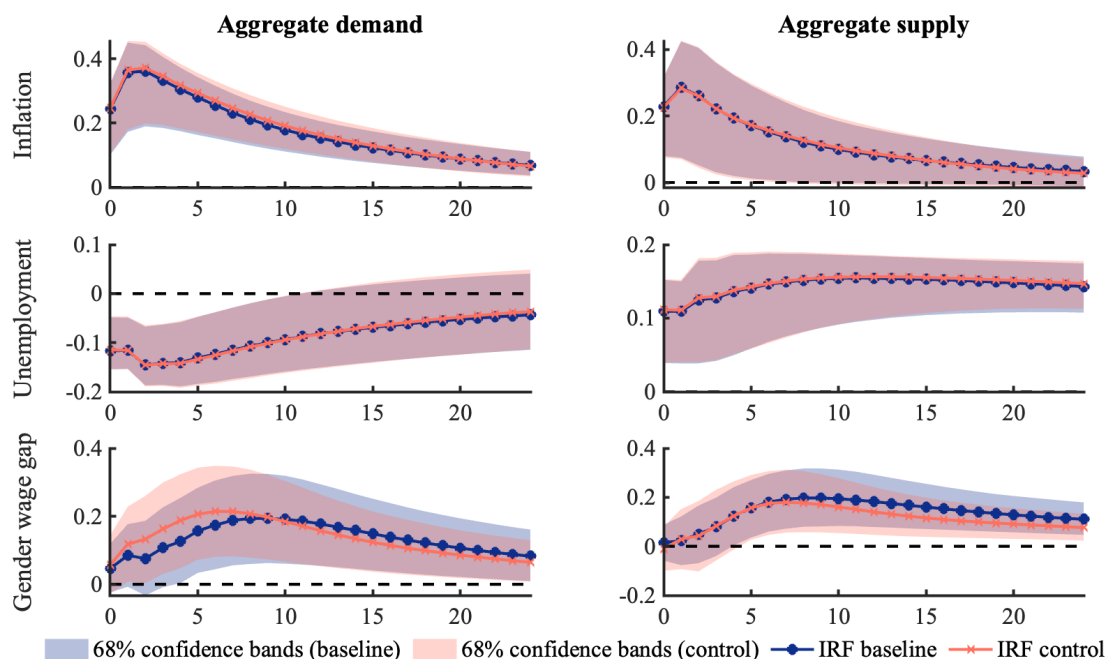 Aggregate demand
Aggregate supply
Inflation
0.4
0.2
0
0 5 10 15 20
0.4
0.2
0
0 5 10 15 20
Unemployment
0.1
0
-0.1
-0.2
0 5 10 15 20
0.2
0.1
0
0 5 10 15 20
Gender wage gap
0.4
0.2
0
0 5 10 15 20
0.4
0.2
0
-0.2
0 5 10 15 20
68% confidence bands (baseline) 68% confidence bands (control) IRF baseline IRF control